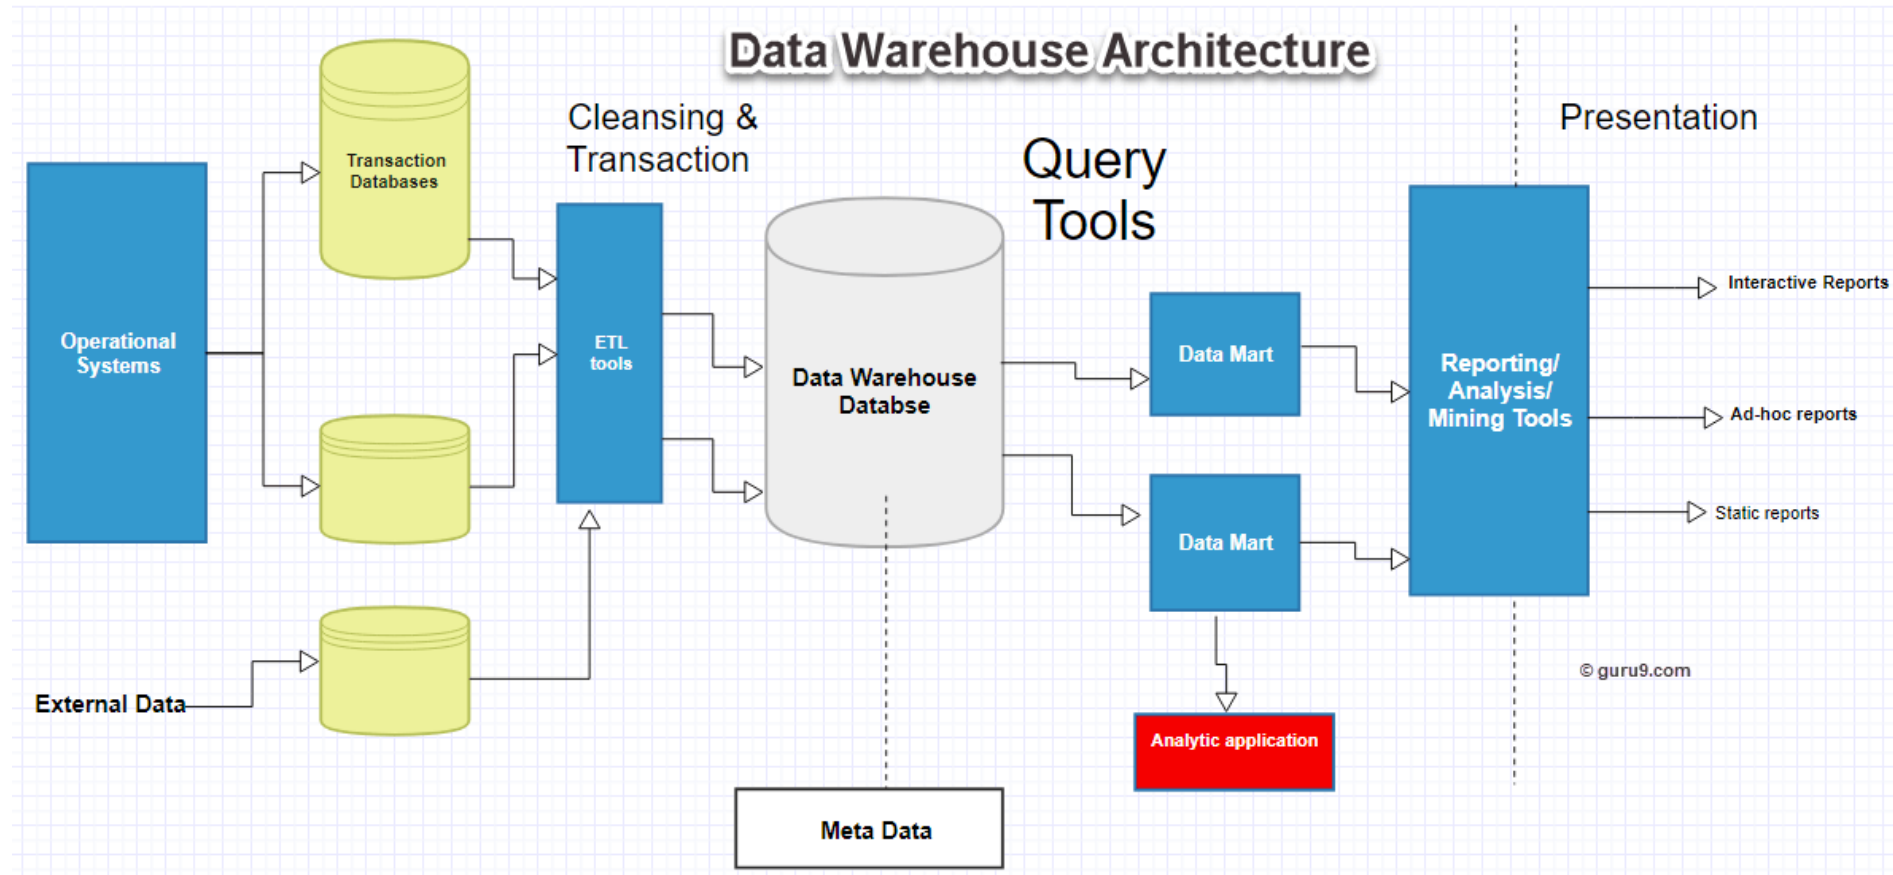 Data Warehouse Architecture
Cleansing &
Transaction
Query
Tools
Presentation
Transaction
Databases
Operational
Systems
ETL
tools
Data Warehouse
Databse
Data Mart
Data Mart
Reporting/
Analysis/
Mining Tools
Interactive Reports
Ad-hoc reports
Static reports
External Data
© guru9.com
Analytic application
Meta Data